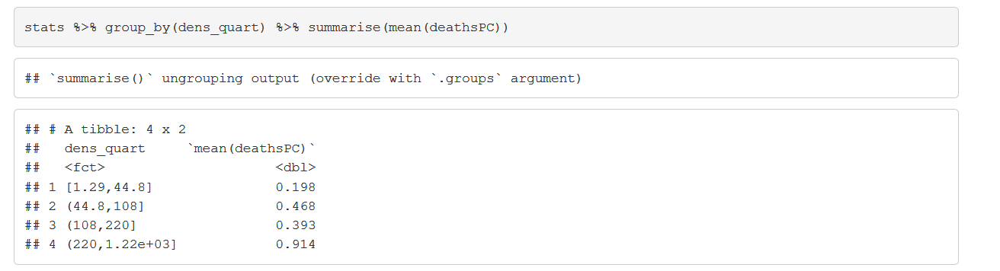 stats %>% group_by(dens_quart) %>% summarise(mean(deathsPC))
## `summarise()` ungrouping output (override with `.groups` argument)
## # A tibble: 4 x 2
##   dens_quart     `mean(deathsPC)`
##   <fct>                     <dbl>
## 1 [1.29,44.8]               0.198
## 2 (44.8,108]                0.468
## 3 (108,220]                 0.393
## 4 (220,1.22e+03]            0.914